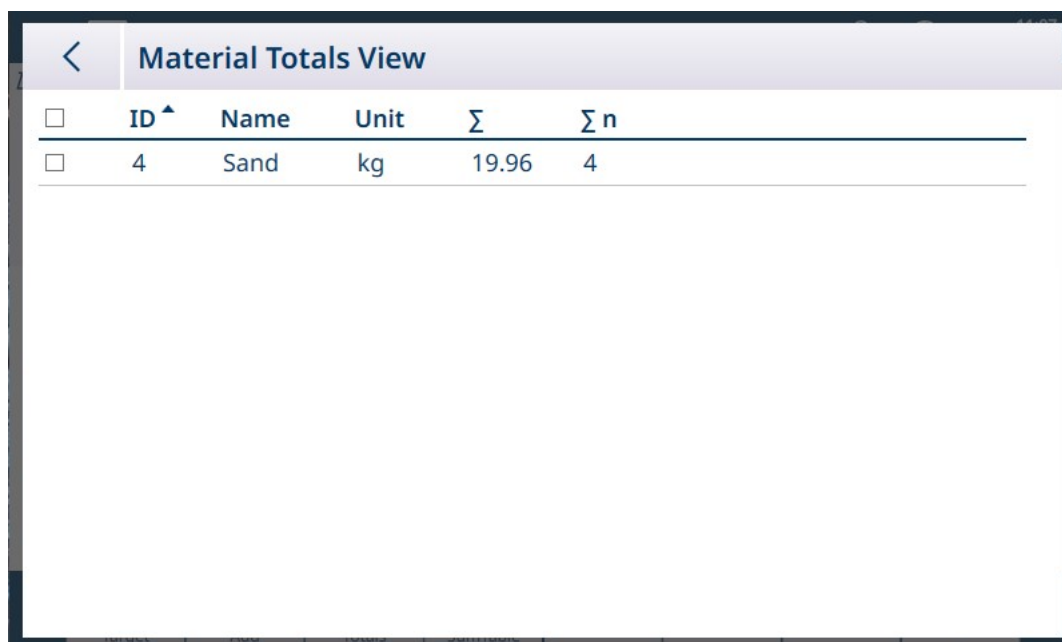 Material Totals View
ID Name Unit ∑ ∑ n
4 Sand kg 19.96 4